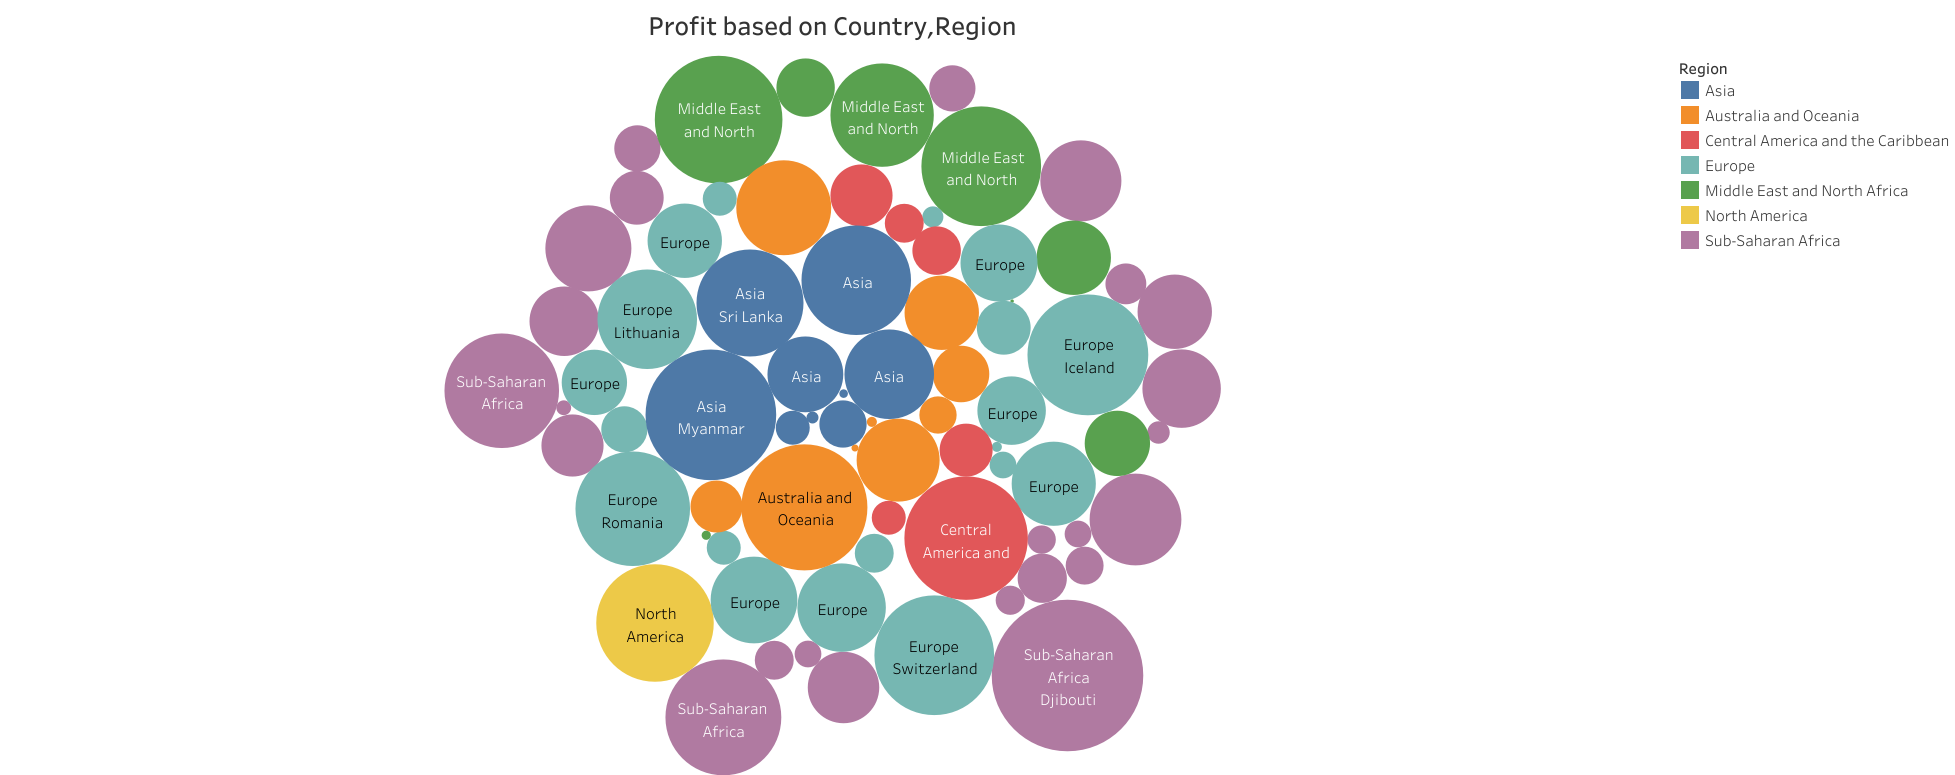 Profit based on Country,Region
Region
Asia
Australia and Oceania
Central America and the Caribbean
Europe
Middle East and North Africa
North America
Sub-Saharan Africa
Middle East
and North
Middle East
and North
Middle East
and North
Europe
Europe
Asia
Asia
Sri Lanka
Europe
Lithuania
Europe
Iceland
Asia
Asia
Europe
Sub-Saharan
Africa
Asia
Myanmar
Europe
Europe
Europe
Romania
Australia and
Oceania
Central
America and
Europe
Europe
North
America
Europe
Switzerland
Sub-Saharan
Africa
Djibouti
Sub-Saharan
Africa